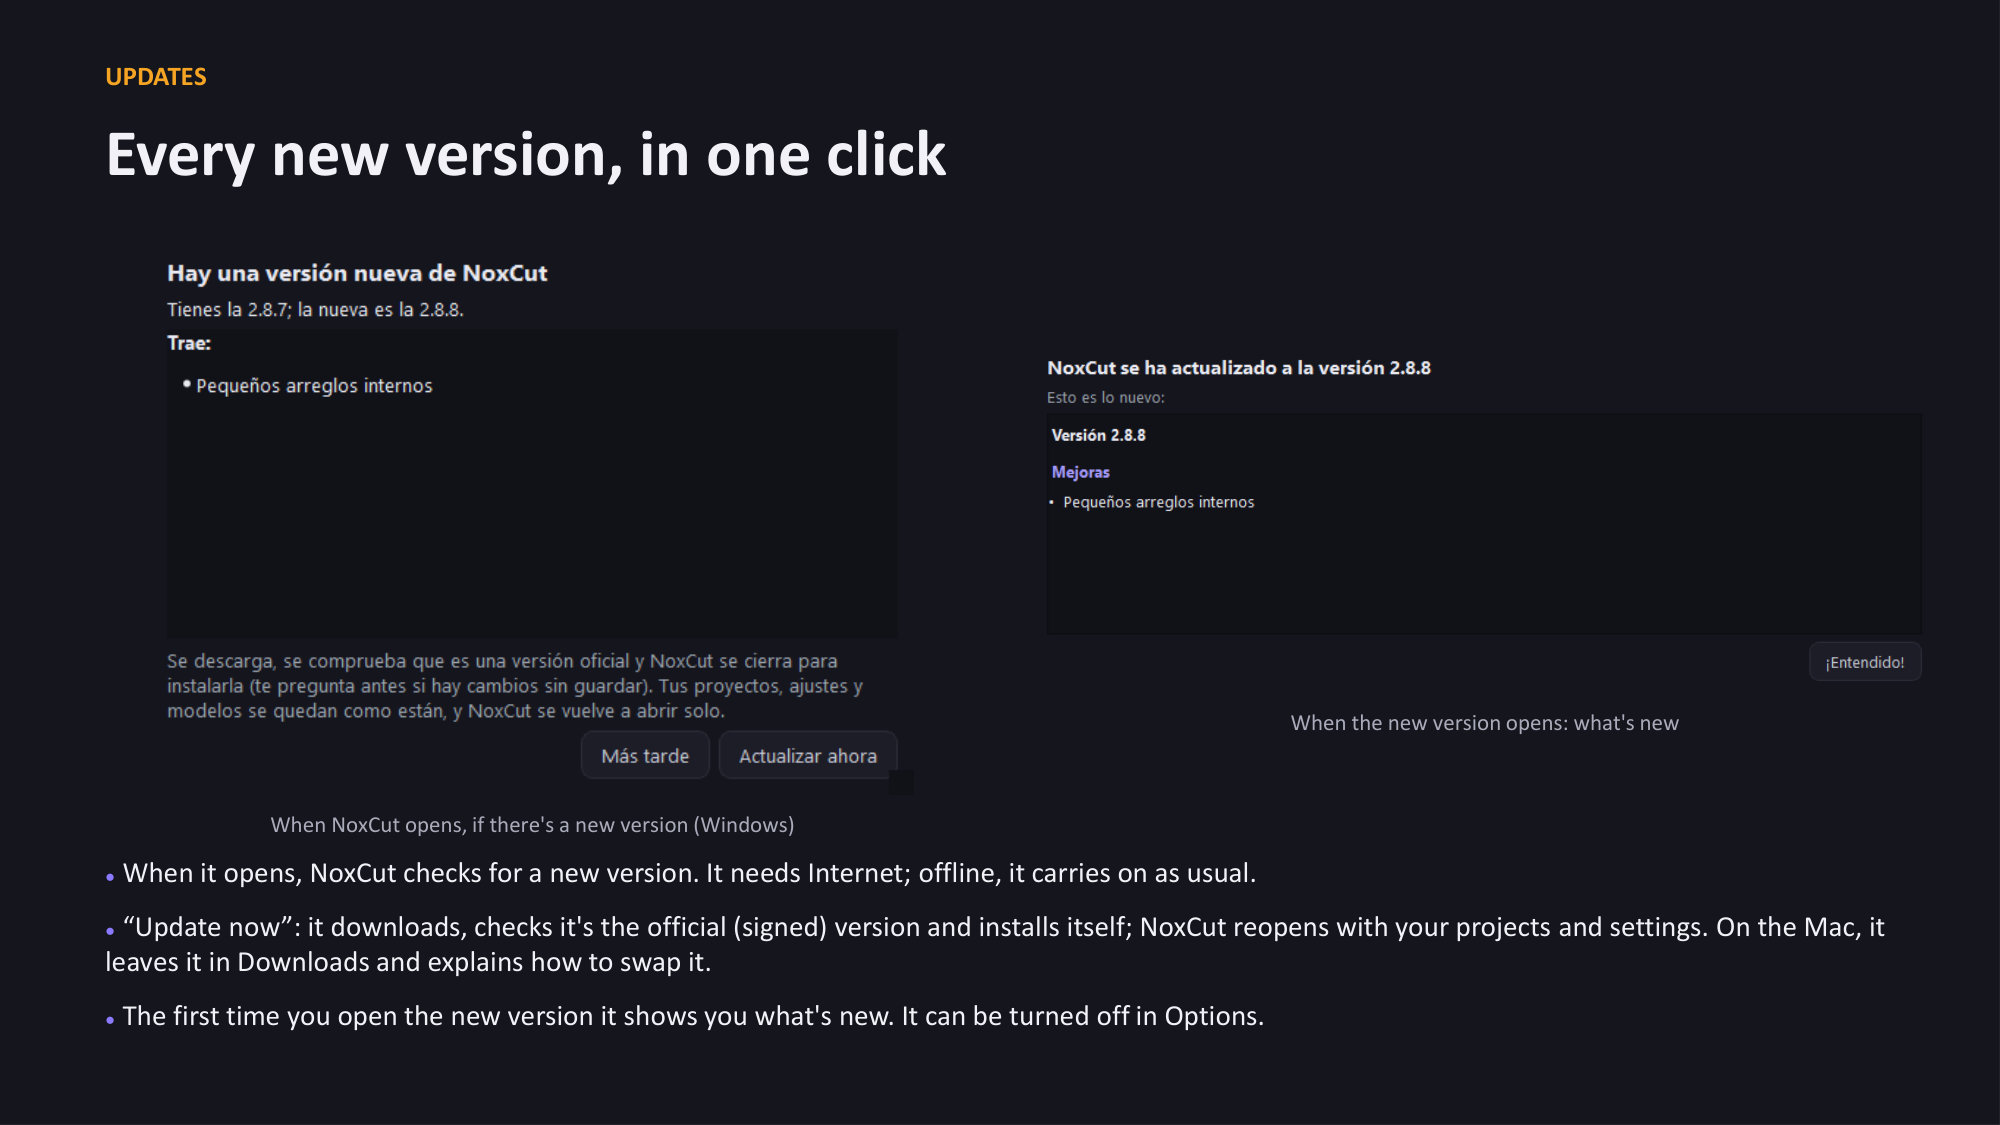 UPDATES
Every new version, in one click
Hay una versión nueva de NoxCut
Tienes la 2.8.7; la nueva es la 2.8.8.
Trae:
• Pequeños arreglos internos
Se descarga, se comprueba que es una versión oficial y NoxCut se cierra para
instalarla (te pregunta antes si hay cambios sin guardar). Tus proyectos, ajustes y
modelos se quedan como están, y NoxCut se vuelve a abrir solo.
Más tarde
Actualizar ahora
When NoxCut opens, if there's a new version (Windows)
NoxCut se ha actualizado a la versión 2.8.8
Esto es lo nuevo:
Versión 2.8.8
Mejoras
• Pequeños arreglos internos
¡Entendido!
When the new version opens: what's new
• When it opens, NoxCut checks for a new version. It needs Internet; offline, it carries on as usual.
• “Update now”: it downloads, checks it's the official (signed) version and installs itself; NoxCut reopens with your projects and settings. On the Mac, it
leaves it in Downloads and explains how to swap it.
• The first time you open the new version it shows you what's new. It can be turned off in Options.